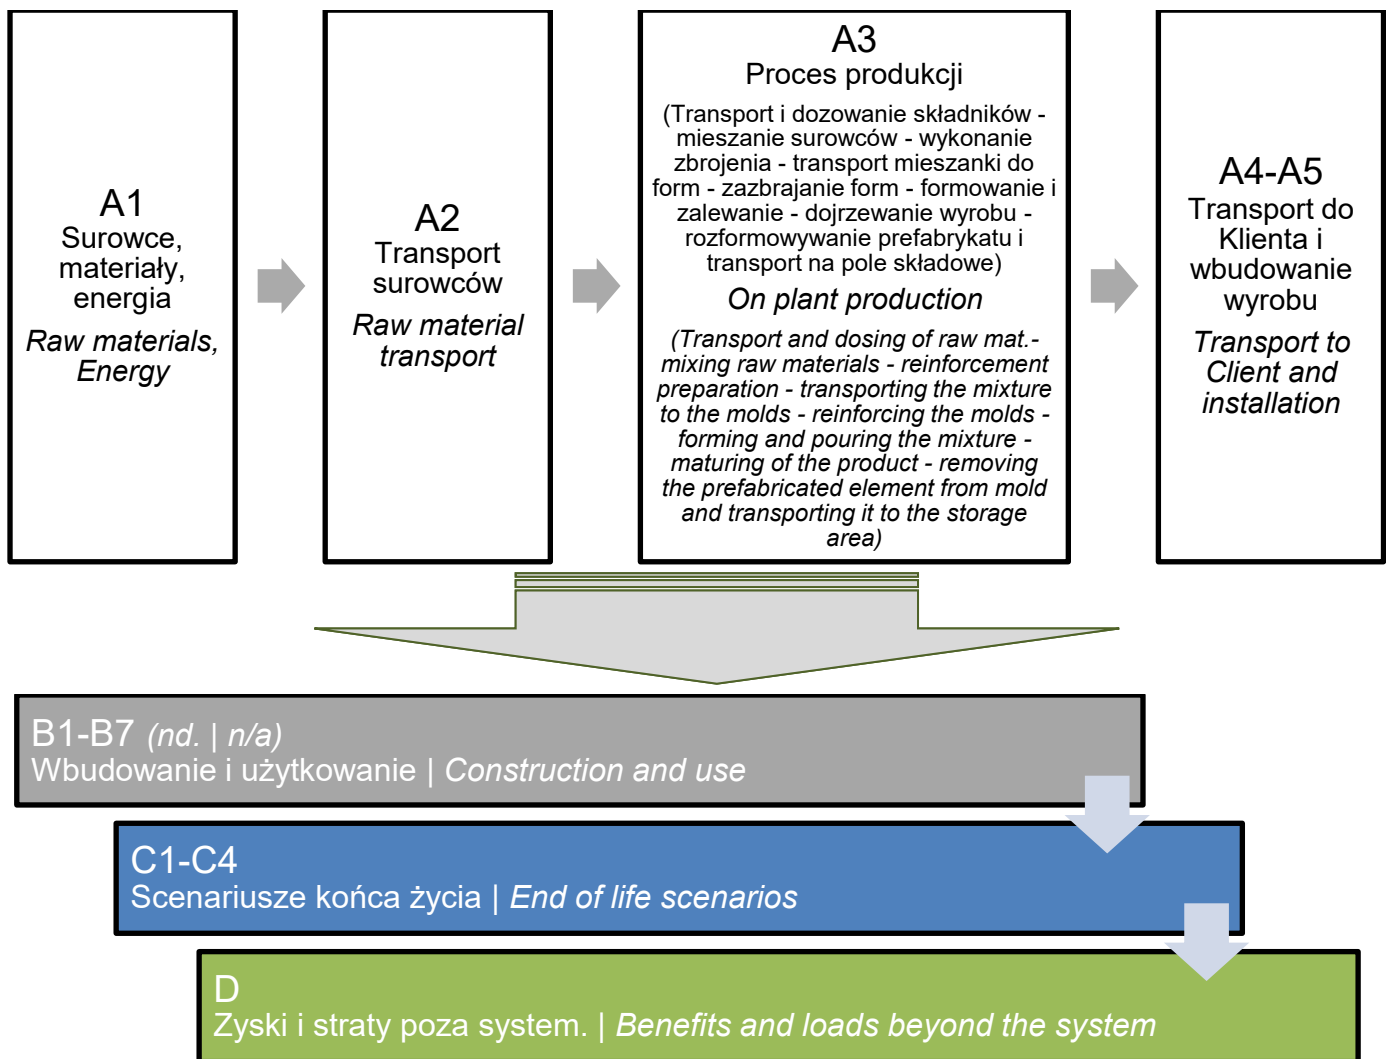 A1
Surowce,
materiały,
energia
Raw materials,
Energy
A2
Transport
surowców
Raw material
transport
A3
Proces produkcji
(Transport i dozowanie składników -
mieszanie surowców - wykonanie
zbrojenia - transport mieszanki do
form - zazbrajanie form - formowanie i
zalewanie - dojrzewanie wyrobu -
rozformowywanie prefabrykatu i
transport na pole składowe)
On plant production
(Transport and dosing of raw mat.-
mixing raw materials - reinforcement
preparation - transporting the mixture
to the molds - reinforcing the molds -
forming and pouring the mixture -
maturing of the product - removing
the prefabricated element from mold
and transporting it to the storage
area)
A4-A5
Transport do
Klienta i
wbudowanie
wyrobu
Transport to
Client and
installation
B1-B7 (nd. | n/a)
Wbudowanie i użytkowanie | Construction and use
C1-C4
Scenariusze końca życia | End of life scenarios
D
Zyski i straty poza system. | Benefits and loads beyond the system